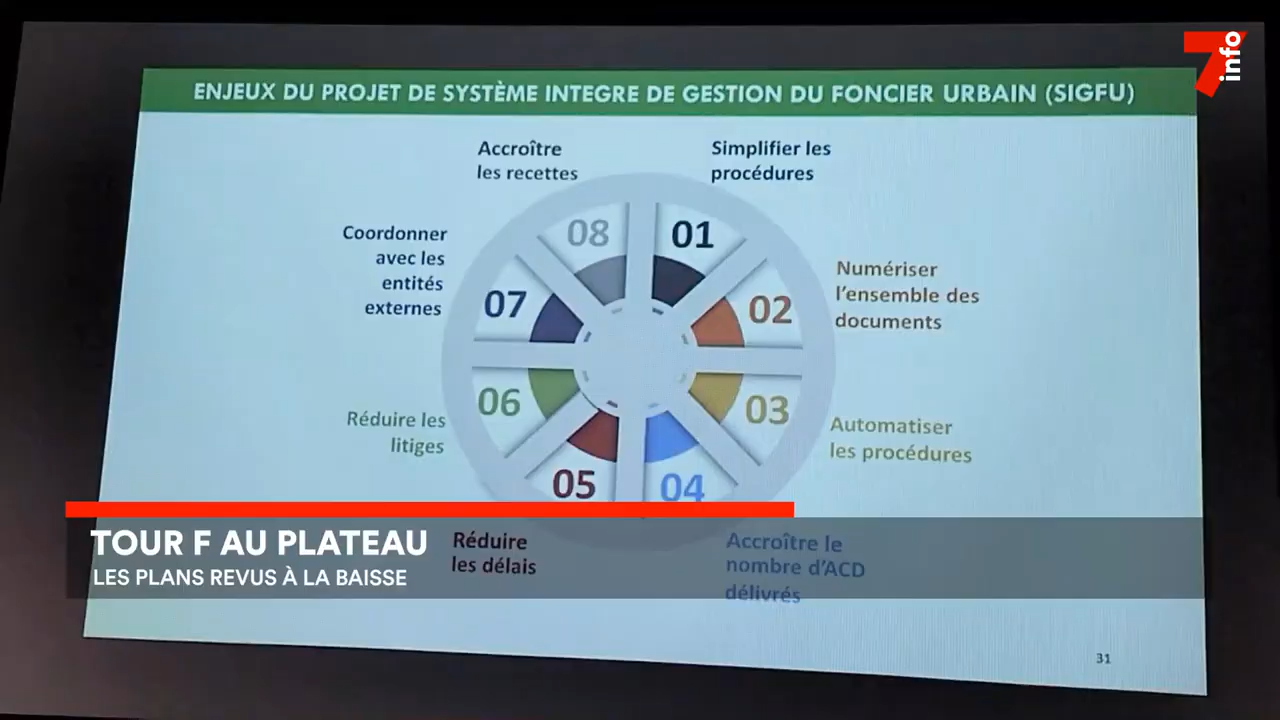 7
info
ENJEUX DU PROJET DE SYSTÈME INTEGRE DE GESTION DU FONCIER URBAIN (SIGFU)
Accroître
les recettes
Simplifier les
procédures
Coordonner
avec les
entités
externes
Numériser
l'ensemble des
documents
08
01
07
02
06
03
05
04
Réduire les
litiges
Automatiser
les procédures
TOUR F AU PLATEAU
LES PLANS REVUS À LA BAISSE
Réduire
les délais
Accroître le
nombre d'ACD
délivrés
31